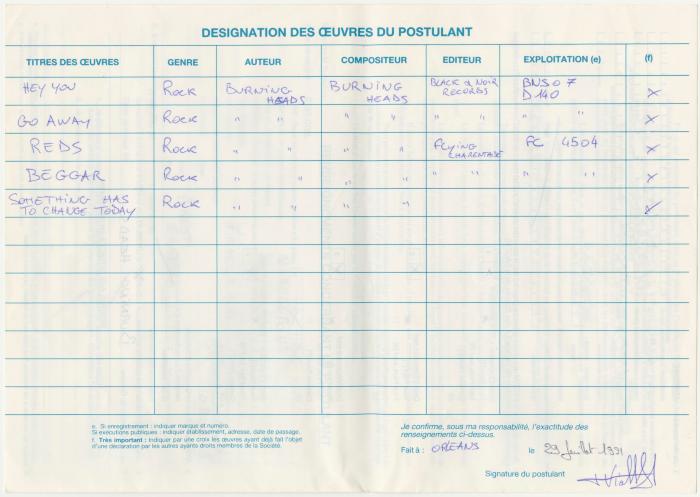 DESIGNATION DES ŒUVRES DU POSTULANT
TITRES DES ŒUVRES GENRE AUTEUR COMPOSITEUR EDITEUR EXPLOITATION (e) (f)
HEY YOU ROCK BURNING HEADS BURNING HEADS BLACK & NOIR RECORDS BNS07 D140 x
GO AWAY ROCK " " " " " " " " x
REDS ROCK " " " " FLYING CHARENTAISE FC 4504 x
BEGGAR ROCK " " " " " " " " x
SOMETHING HAS
TO CHANGE TODAY ROCK " " " " x
e. Si enregistrement : indiquer marque et numéro.
Si exécutions publiques : indiquer établissement, adresse, date de passage.
f. Très important : Indiquer par une croix les œuvres ayant déjà fait l'objet
d'une déclaration par les autres ayants droits membres de la Société.
Je confirme, sous ma responsabilité, l'exactitude des
renseignements ci-dessus.
Fait à : ORLEANS le 29 Juillet 1991
Signature du postulant